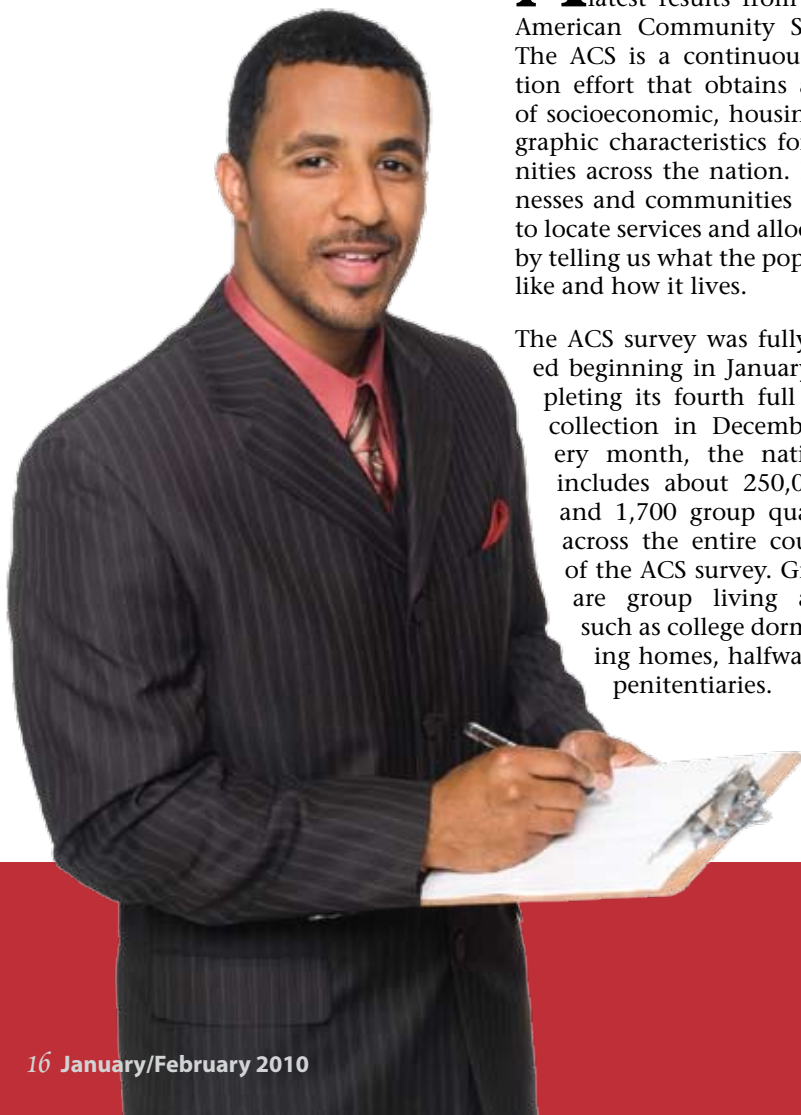 latest results from
American Community S
The ACS is a continuous
tion effort that obtains a
of socioeconomic, housin
graphic characteristics for
nities across the nation.
nesses and communities
to locate services and alloc
by telling us what the pop
like and how it lives.
The ACS survey was fully
ed beginning in January
pleting its fourth full
collection in Decemb
ery month, the nati
includes about 250,0
and 1,700 group qua
across the entire cou
of the ACS survey. G
are group living a
such as college dorm
ing homes, halfwa
penitentiaries.
16 January/February 2010